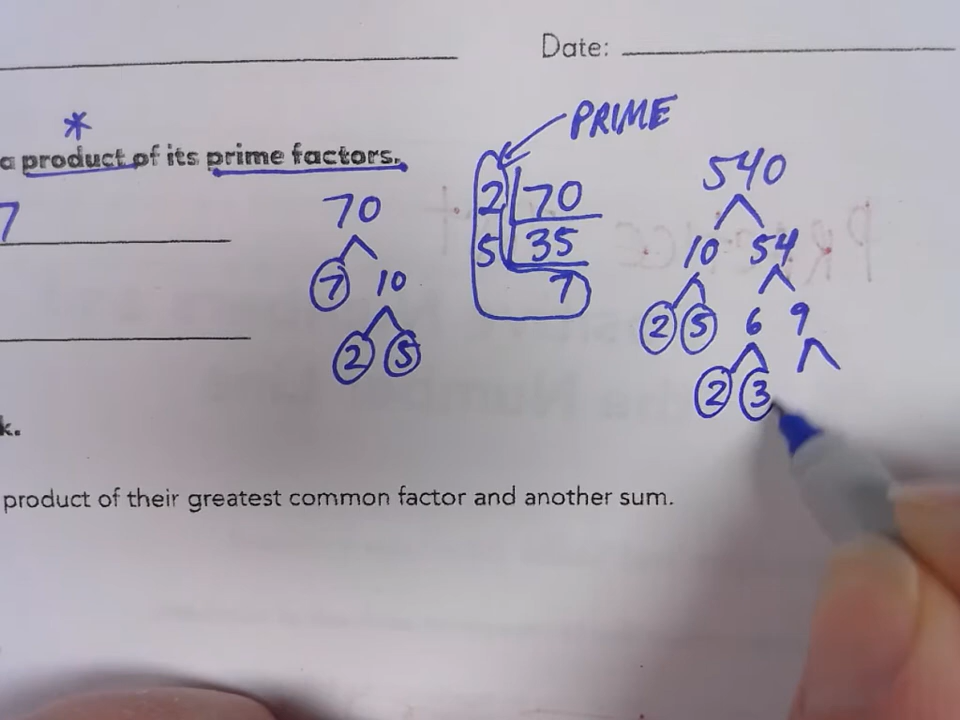 Date:
*
PRIME
a product of its prime factors.
540
7
70
2 70
10 54
5 35
7 10
7
2 5 6 9
2 5
2 3
k.
product of their greatest common factor and another sum.